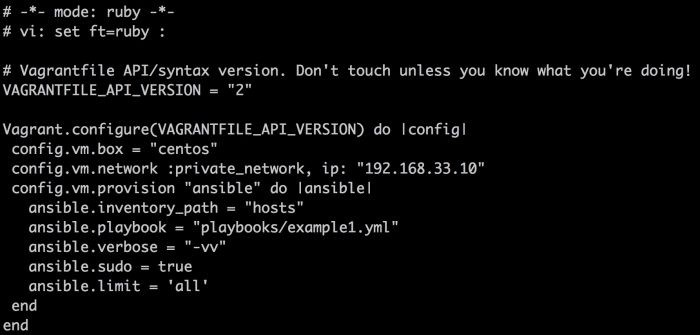 # -*- mode: ruby -*-
# vi: set ft=ruby :

# Vagrantfile API/syntax version. Don't touch unless you know what you're doing!
VAGRANTFILE_API_VERSION = "2"

Vagrant.configure(VAGRANTFILE_API_VERSION) do |config|
 config.vm.box = "centos"
 config.vm.network :private_network, ip: "192.168.33.10"
 config.vm.provision "ansible" do |ansible|
   ansible.inventory_path = "hosts"
   ansible.playbook = "playbooks/example1.yml"
   ansible.verbose = "-vv"
   ansible.sudo = true
   ansible.limit = 'all'
 end
end